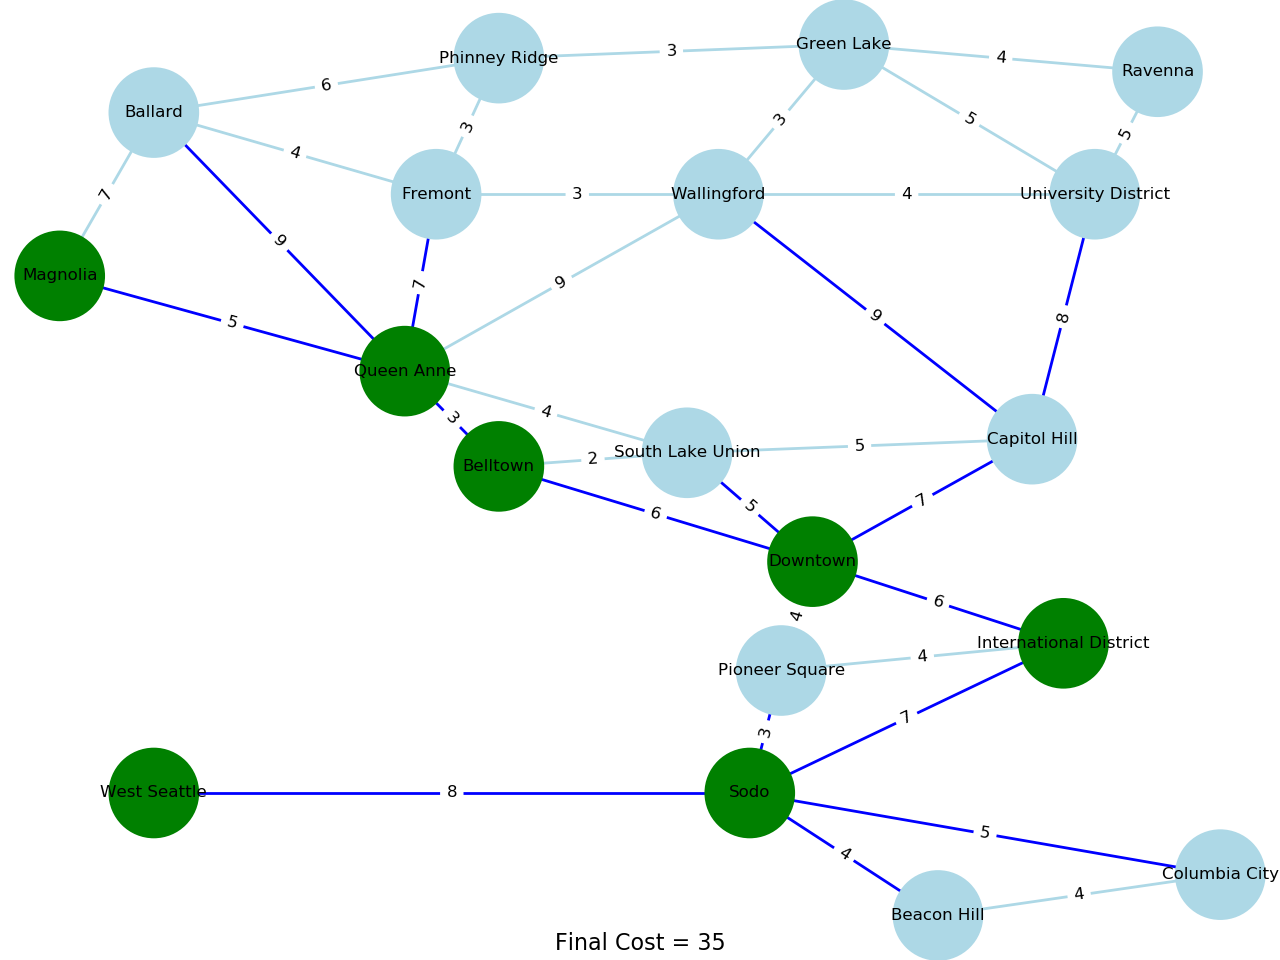 Green Lake
Phinney Ridge
3
4
Ravenna
6
Ballard
5
3
3
5
4
Fremont
3
Wallingford
4
University District
7
9
Magnolia
7
9
9
8
5
Queen Anne
4
3
Capitol Hill
5
South Lake Union
2
Belltown
7
5
6
Downtown
6
4
International District
4
Pioneer Square
7
3
West Seattle
8
Sodo
5
4
Columbia City
4
Beacon Hill
Final Cost = 35